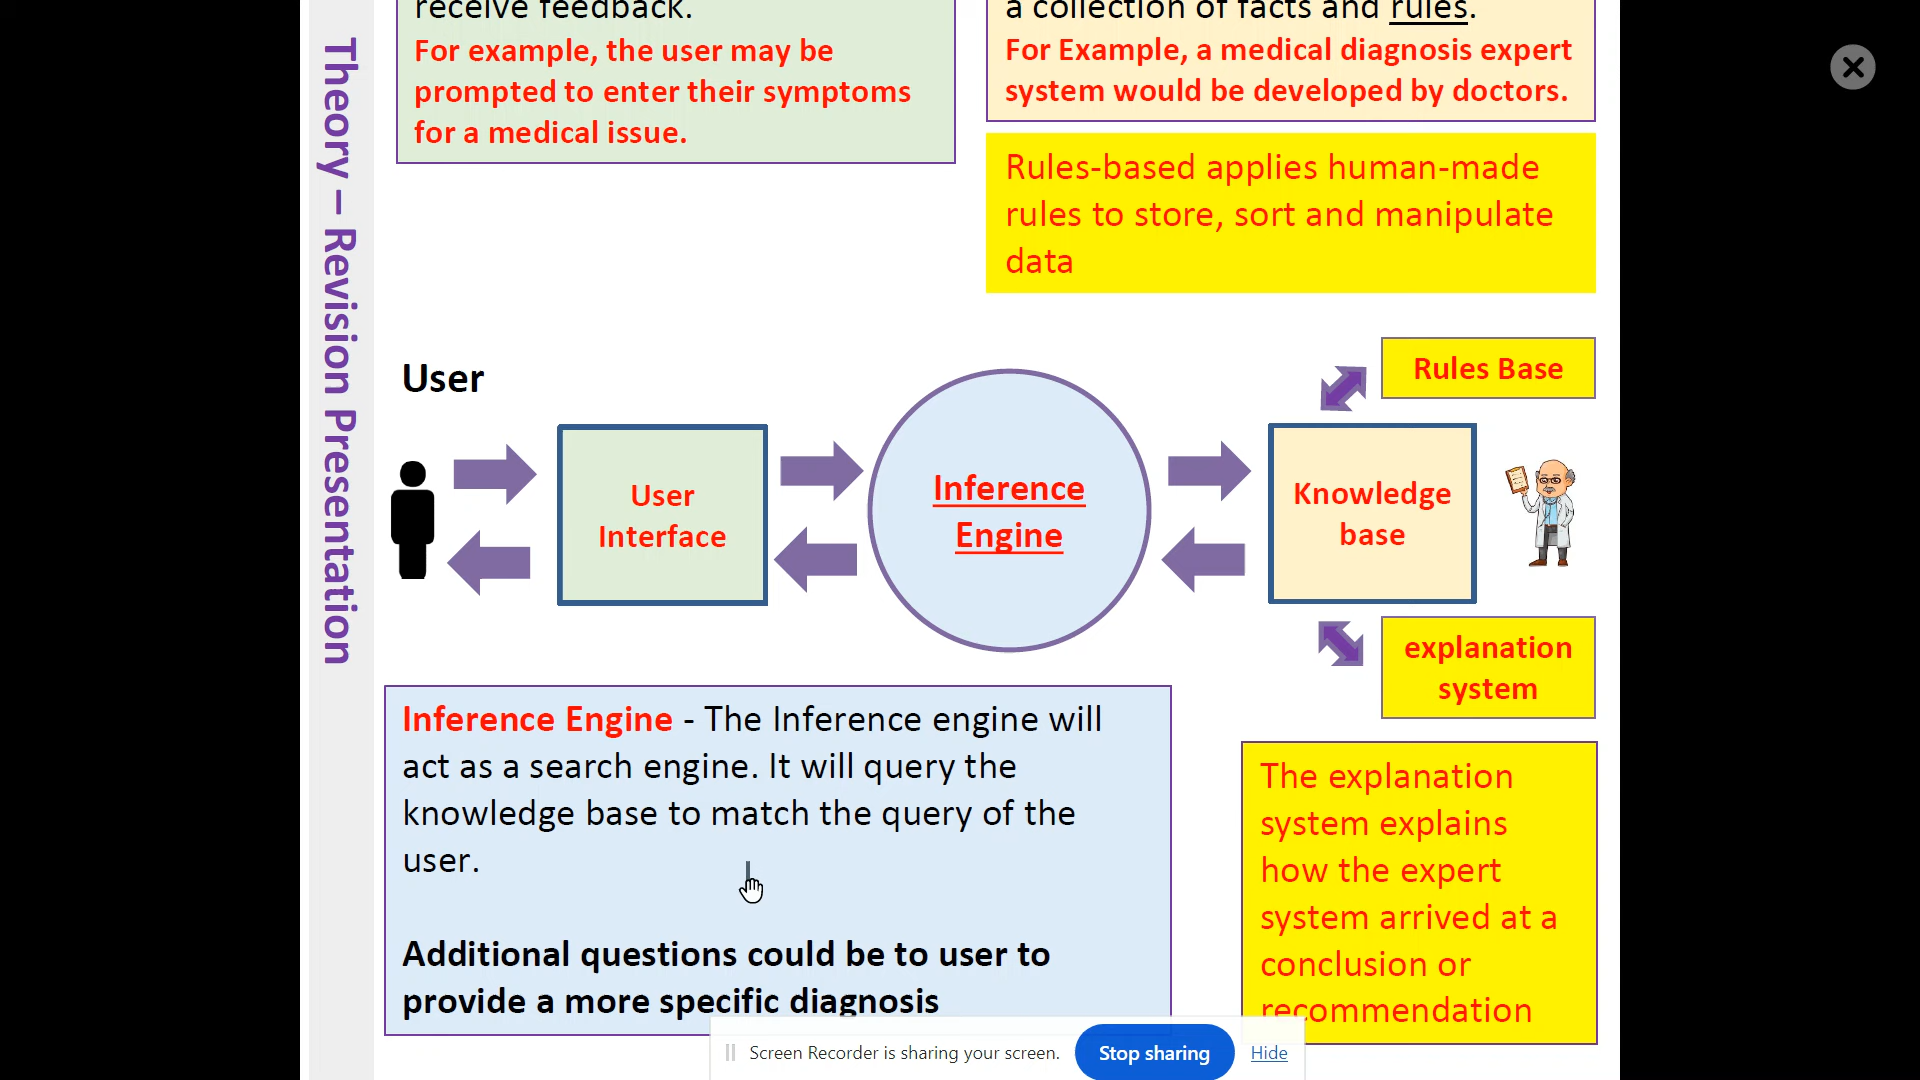 Theory – Revision Presentation
receive feedback.
For example, the user may be
prompted to enter their symptoms
for a medical issue.
a collection of facts and rules.
For Example, a medical diagnosis expert
system would be developed by doctors.
Rules-based applies human-made
rules to store, sort and manipulate
data
User
User
Interface
Inference
Engine
Knowledge
base
Rules Base
explanation
system
Inference Engine - The Inference engine will
act as a search engine. It will query the
knowledge base to match the query of the
user.
Additional questions could be to user to
provide a more specific diagnosis
The explanation
system explains
how the expert
system arrived at a
conclusion or
recommendation
Screen Recorder is sharing your screen.
Stop sharing
Hide